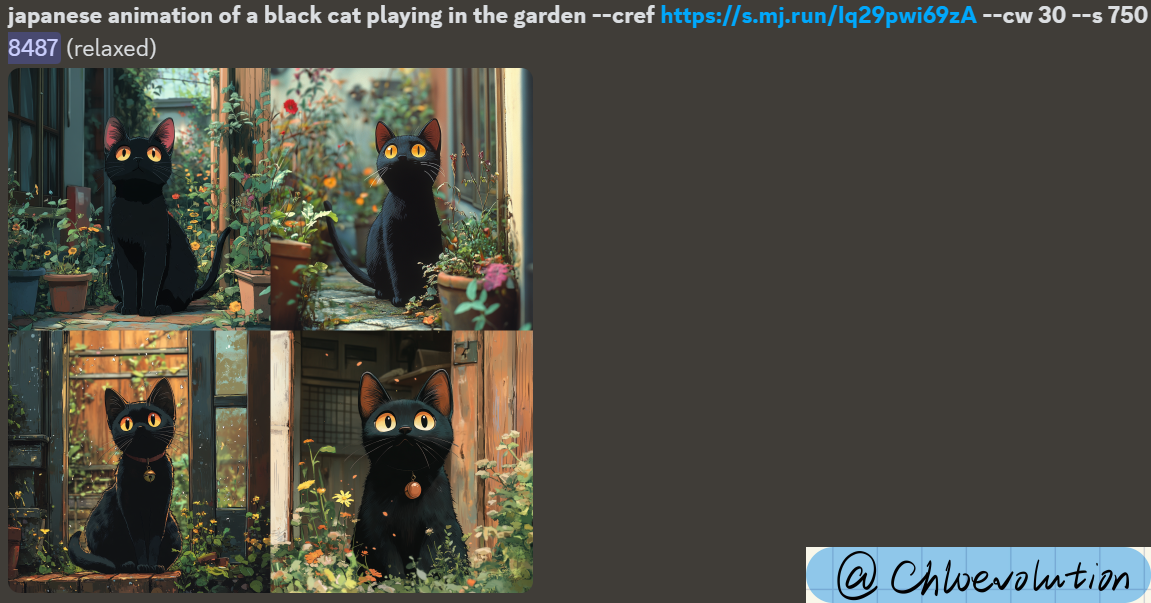 japanese animation of a black cat playing in the garden --cref https://s.mj.run/Iq29pwi69zA --cw 30 --s 750
8487 (relaxed)
@ Chloevolution